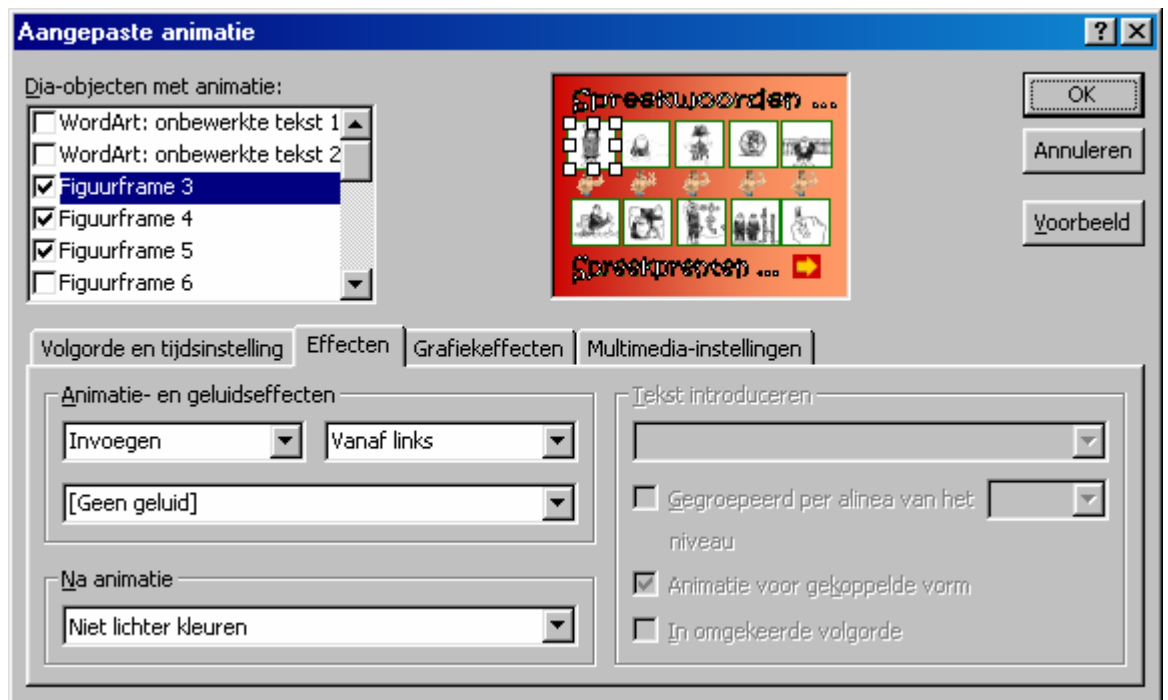 Aangepaste animatie
Dia-objecten met animatie:
WordArt: onbewerkte tekst 1
WordArt: onbewerkte tekst 2
Figuurframe 3
Figuurframe 4
Figuurframe 5
Figuurframe 6
Spreekwoorden ...
Spreekprenten ...
OK
Annuleren
Voorbeeld
Volgorde en tijdsinstelling
Effecten
Grafiekeffecten
Multimedia-instellingen
Animatie- en geluidseffecten
Invoegen
Vanaf links
[Geen geluid]
Na animatie
Niet lichter kleuren
Tekst introduceren
Gegroepeerd per alinea van het
niveau
Animatie voor gekoppelde vorm
In omgekeerde volgorde